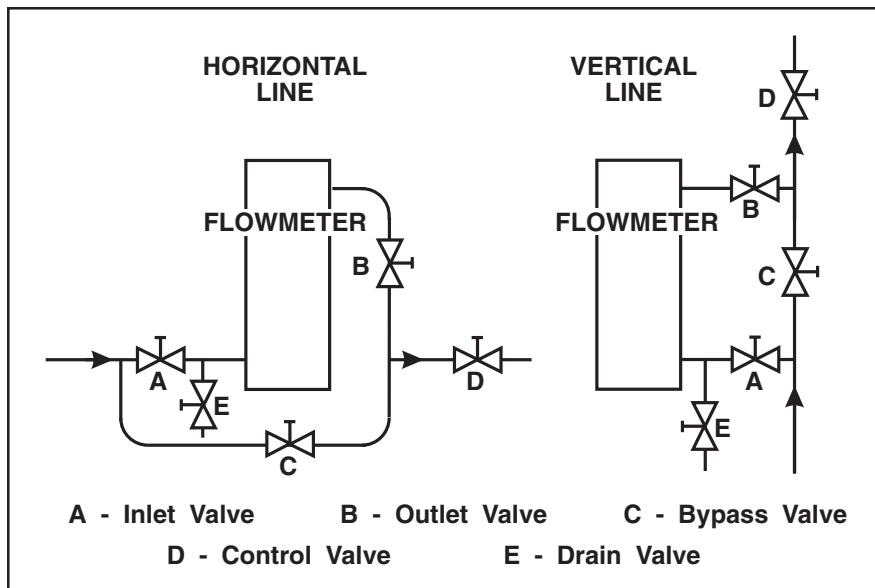 HORIZONTAL
LINE
VERTICAL
LINE
D
FLOWMETER
B
FLOWMETER
B
C
A
E
D
A
E
C
A - Inlet Valve B - Outlet Valve C - Bypass Valve
D - Control Valve E - Drain Valve